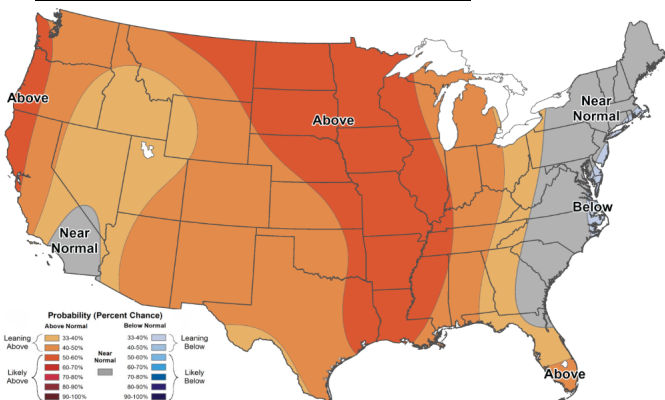 Above
Above
Near
Normal
Below
Near
Normal
Above
Probability (Percent Chance)
Above Normal
Below Normal
Leaning
Above
33-40%
40-50%
Likely
Above
50-60%
60-70%
70-80%
80-90%
90-100%
Near
Normal
33-40%
40-50%
50-60%
60-70%
70-80%
80-90%
90-100%
Leaning
Below
Likely
Below